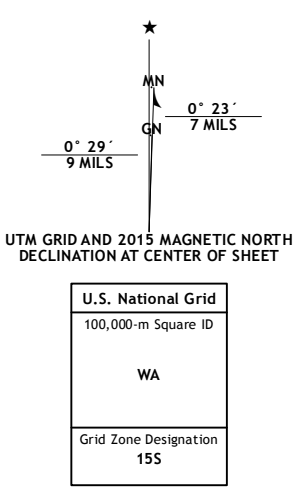 ★
MN
GN
0° 23´
7 MILS
0° 29´
9 MILS
UTM GRID AND 2015 MAGNETIC NORTH
DECLINATION AT CENTER OF SHEET
U.S. National Grid
100,000-m Square ID
WA
Grid Zone Designation
15S